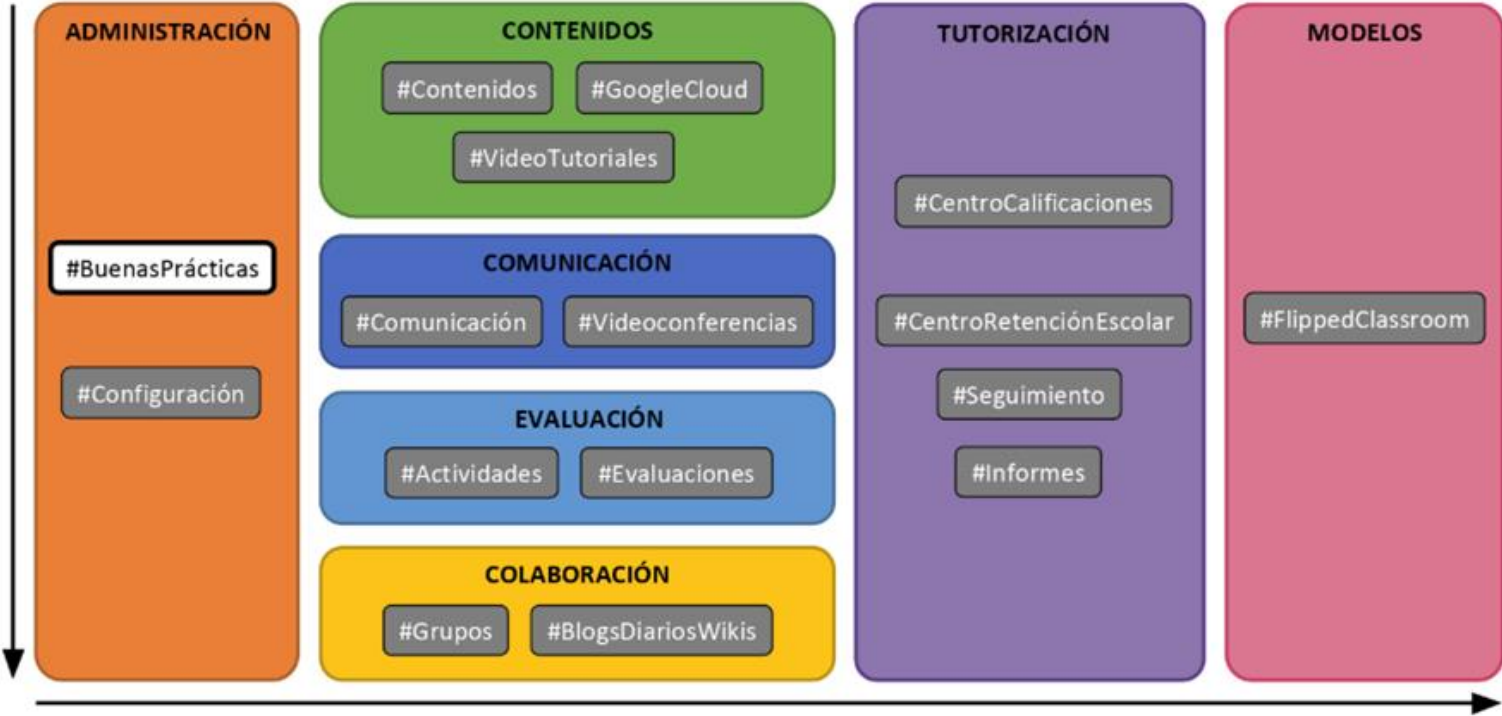 ADMINISTRACIÓN
#BuenasPrácticas
#Configuración
CONTENIDOS
#Contenidos
#GoogleCloud
#VideoTutoriales
COMUNICACIÓN
#Comunicación
#Videoconferencias
EVALUACIÓN
#Actividades
#Evaluaciones
COLABORACIÓN
#Grupos
#BlogsDiariosWikis
TUTORIZACIÓN
#CentroCalificaciones
#CentroRetenciónEscolar
#Seguimiento
#Informes
MODELOS
#FlippedClassroom